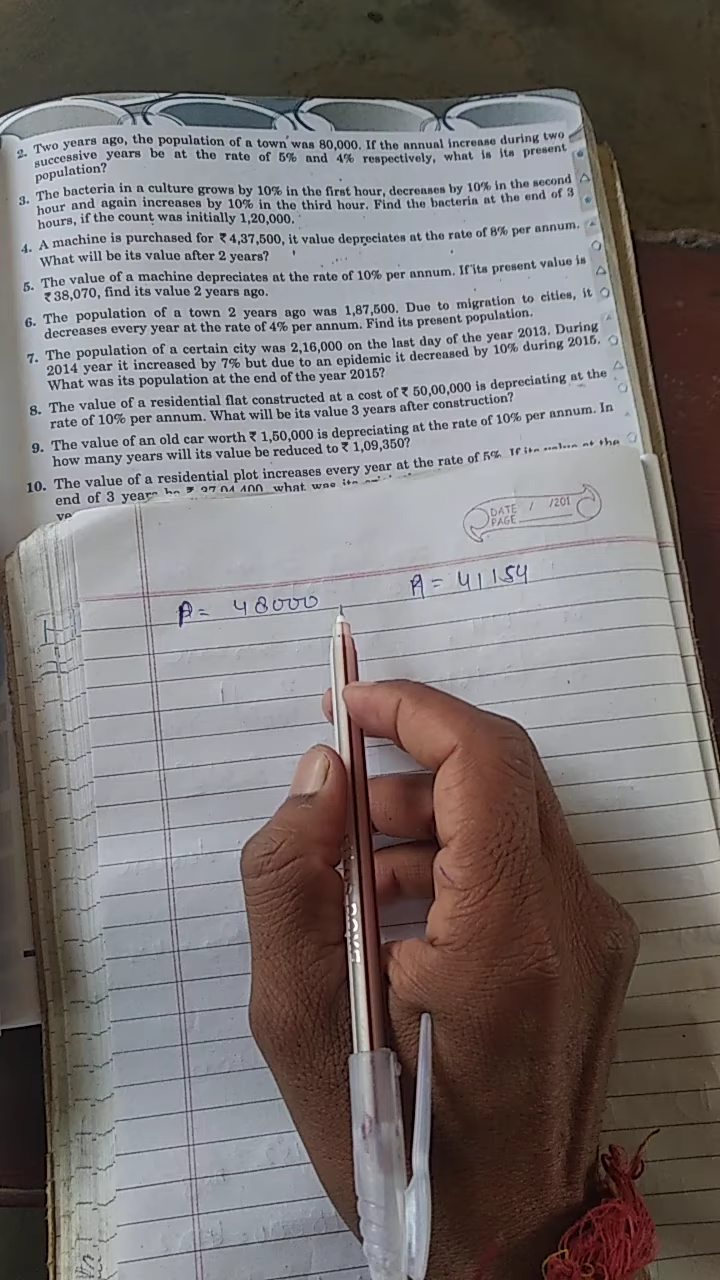 2. Two years ago, the population of a town was 80,000. If the annual increase during two
successive years be at the rate of 5% and 4% respectively, what is its present
population?
3. The bacteria in a culture grows by 10% in the first hour, decreases by 10% in the second
hour and again increases by 10% in the third hour. Find the bacteria at the end of 3
hours, if the count was initially 1,20,000.
4. A machine is purchased for ₹ 4,37,500, it value depreciates at the rate of 8% per annum.
What will be its value after 2 years?
5. The value of a machine depreciates at the rate of 10% per annum. If its present value is
₹ 38,070, find its value 2 years ago.
6. The population of a town 2 years ago was 1,87,500. Due to migration to cities, it
decreases every year at the rate of 4% per annum. Find its present population.
7. The population of a certain city was 2,16,000 on the last day of the year 2013. During
2014 year it increased by 7% but due to an epidemic it decreased by 10% during 2015.
What was its population at the end of the year 2015?
8. The value of a residential flat constructed at a cost of ₹ 50,00,000 is depreciating at the
rate of 10% per annum. What will be its value 3 years after construction?
9. The value of an old car worth ₹ 1,50,000 is depreciating at the rate of 10% per annum. In
how many years will its value be reduced to ₹ 1,09,350?
10. The value of a residential plot increases every year at the rate of 5%. If its value at the
end of 3 years be ₹ 37,04,400, what was its
DATE / /201
PAGE
P = 48000 A = 41154